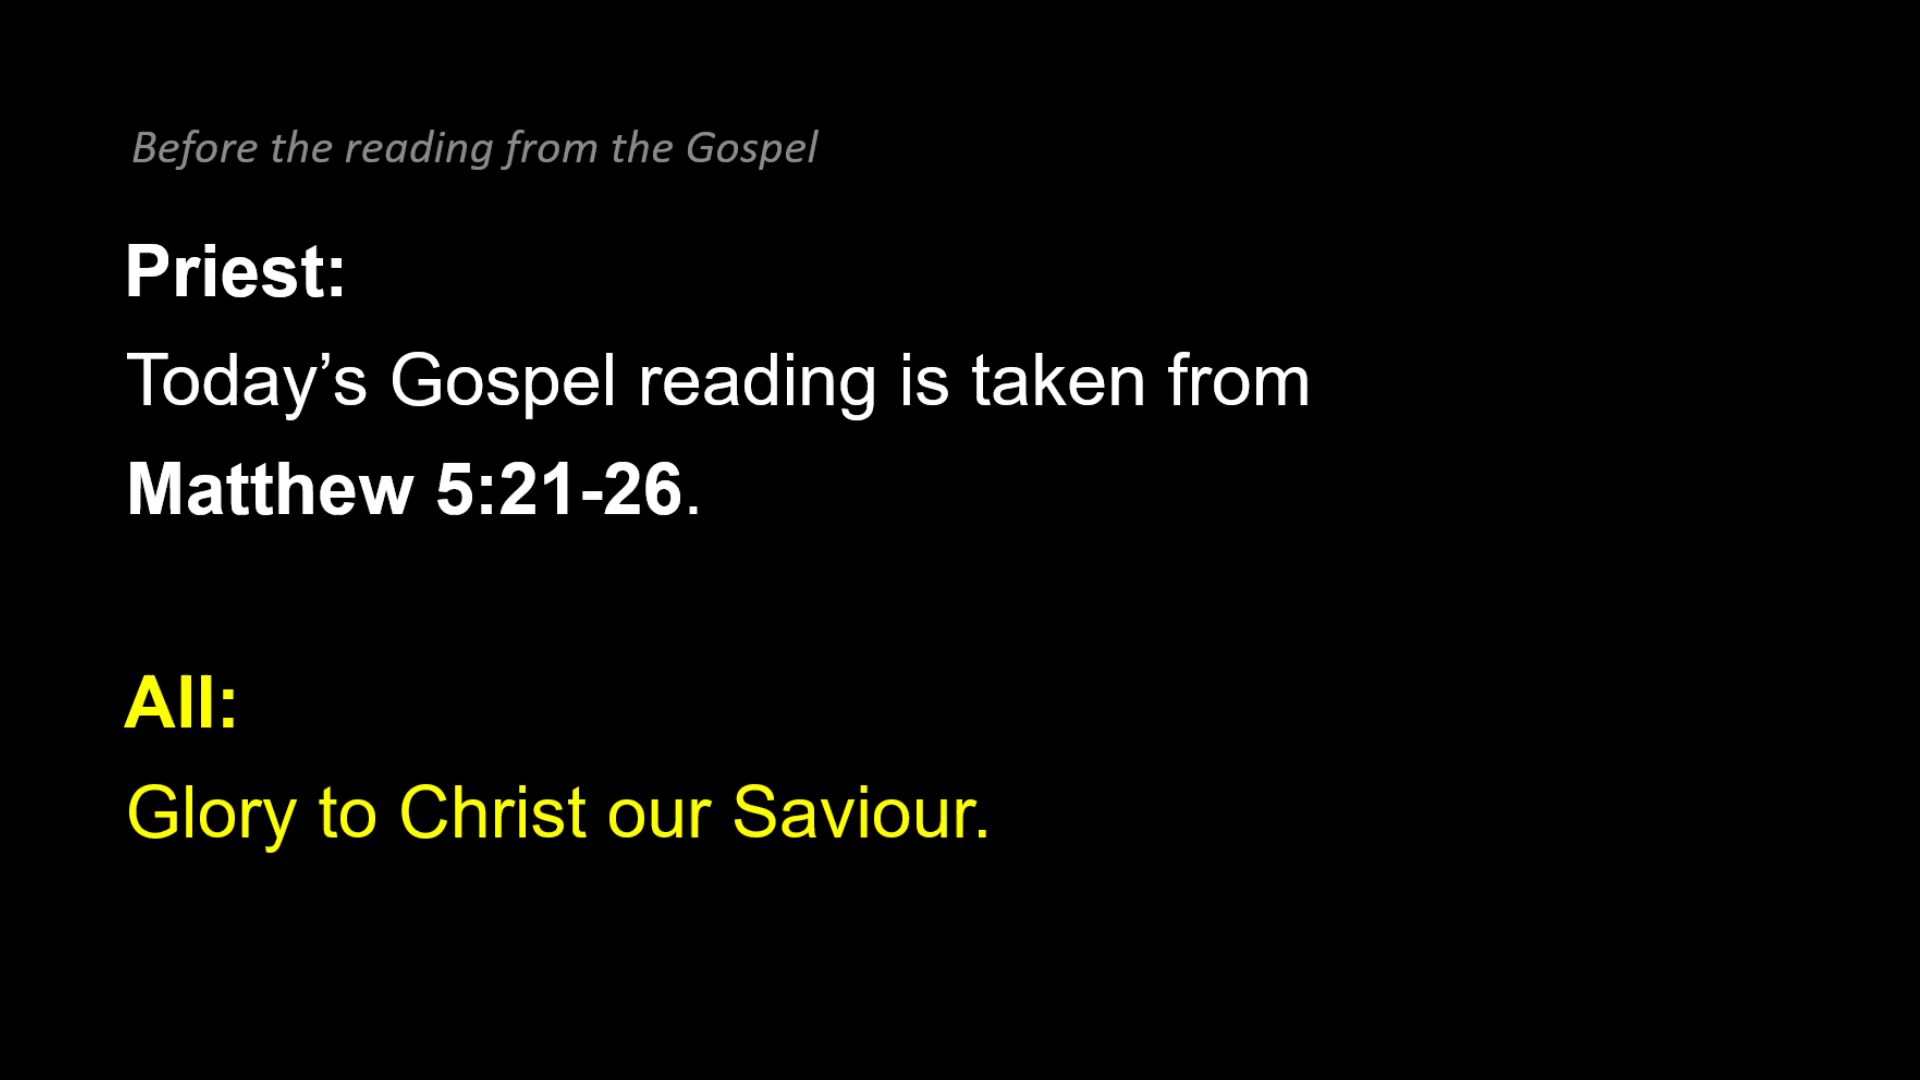 Before the reading from the Gospel
Priest:
Today’s Gospel reading is taken from
Matthew 5:21-26.
All:
Glory to Christ our Saviour.